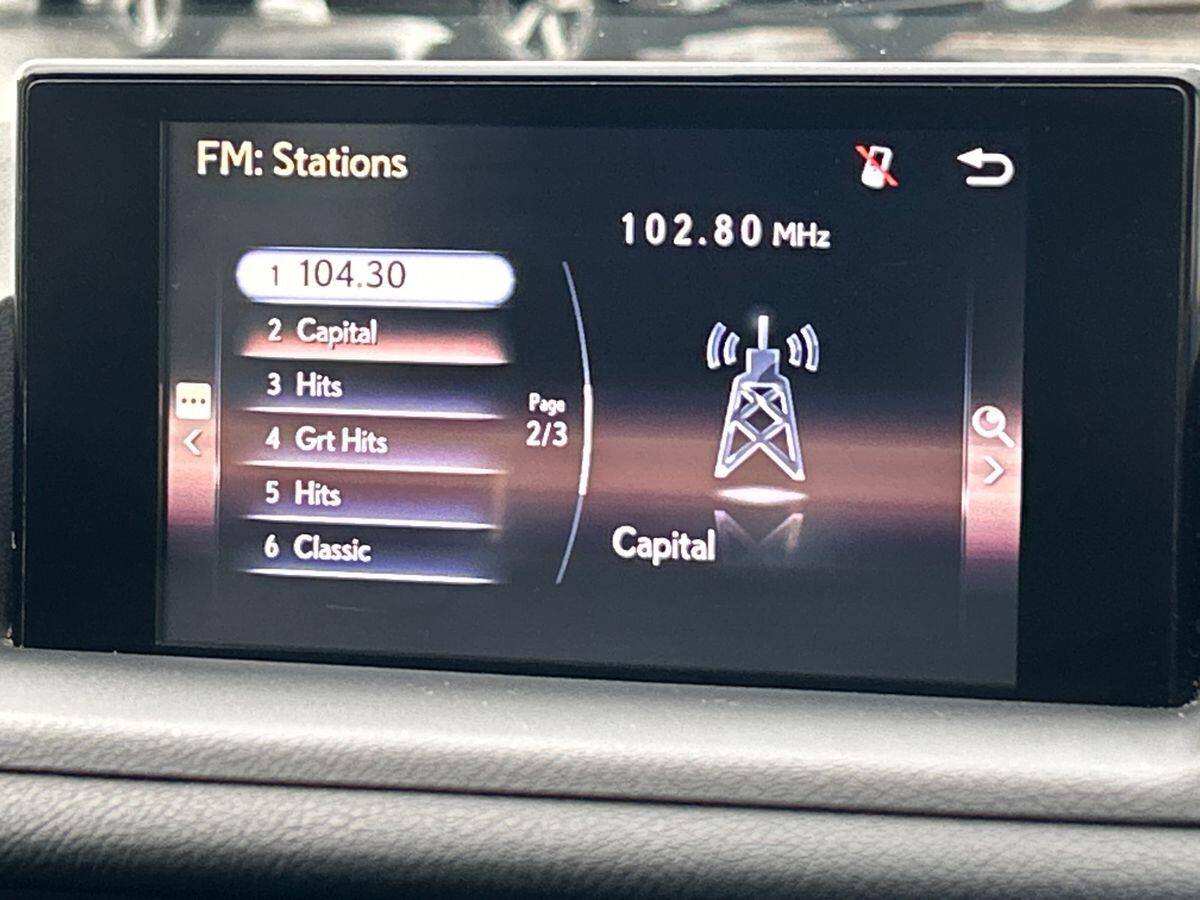 FM: Stations
102.80 MHz
1 104.30
2 Capital
3 Hits
4 Grt Hits
5 Hits
6 Classic
Page
2/3
Capital